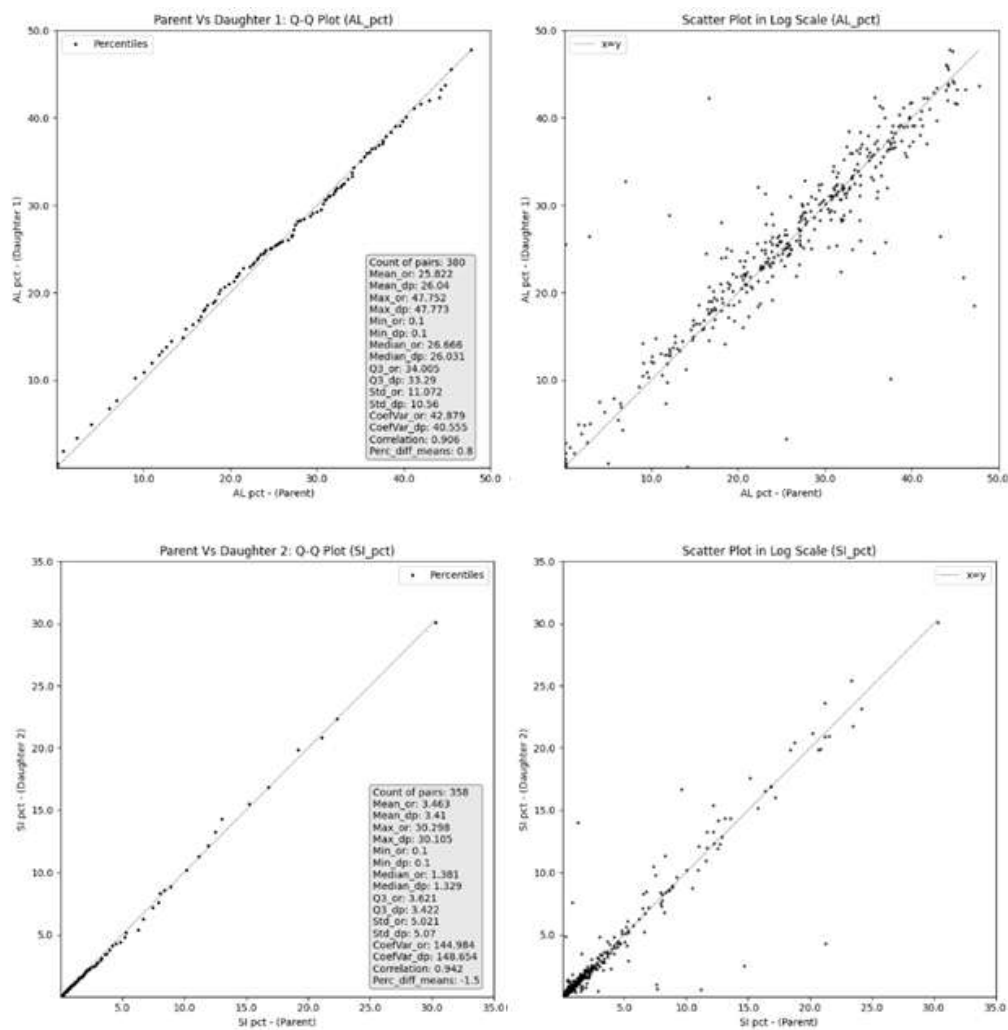 Parent Vs Daughter 1: Q-Q Plot (AL_pct)
50.0
40.0
30.0
20.0
10.0
AL pct - (Daughter 1)
Percentiles
Count of pairs: 380
Mean_or: 25.822
Mean_dp: 26.04
Max_or: 47.752
Max_dp: 47.773
Min_or: 0.1
Min_dp: 0.1
Median_or: 26.666
Median_dp: 26.031
Q3_or: 34.005
Q3_dp: 33.29
Std_or: 11.072
Std_dp: 10.56
CoefVar_or: 42.879
CoefVar_dp: 40.555
Correlation: 0.906
Perc_diff_means: 0.8
10.0 20.0 30.0 40.0 50.0
AL pct - (Parent)
Scatter Plot in Log Scale (AL_pct)
50.0
40.0
30.0
20.0
10.0
AL pct - (Daughter 1)
x=y
10.0 20.0 30.0 40.0 50.0
AL pct - (Parent)
Parent Vs Daughter 2: Q-Q Plot (SI_pct)
35.0
30.0
25.0
20.0
15.0
10.0
5.0
SI pct - (Daughter 2)
Percentiles
Count of pairs: 358
Mean_or: 3.463
Mean_dp: 3.41
Max_or: 30.298
Max_dp: 30.105
Min_or: 0.1
Min_dp: 0.1
Median_or: 1.381
Median_dp: 1.329
Q3_or: 3.621
Q3_dp: 3.422
Std_or: 5.021
Std_dp: 5.07
CoefVar_or: 144.984
CoefVar_dp: 148.654
Correlation: 0.942
Perc_diff_means: -1.5
5.0 10.0 15.0 20.0 25.0 30.0 35.0
SI pct - (Parent)
Scatter Plot in Log Scale (SI_pct)
35.0
30.0
25.0
20.0
15.0
10.0
5.0
SI pct - (Daughter 2)
x=y
5.0 10.0 15.0 20.0 25.0 30.0 35.0
SI pct - (Parent)